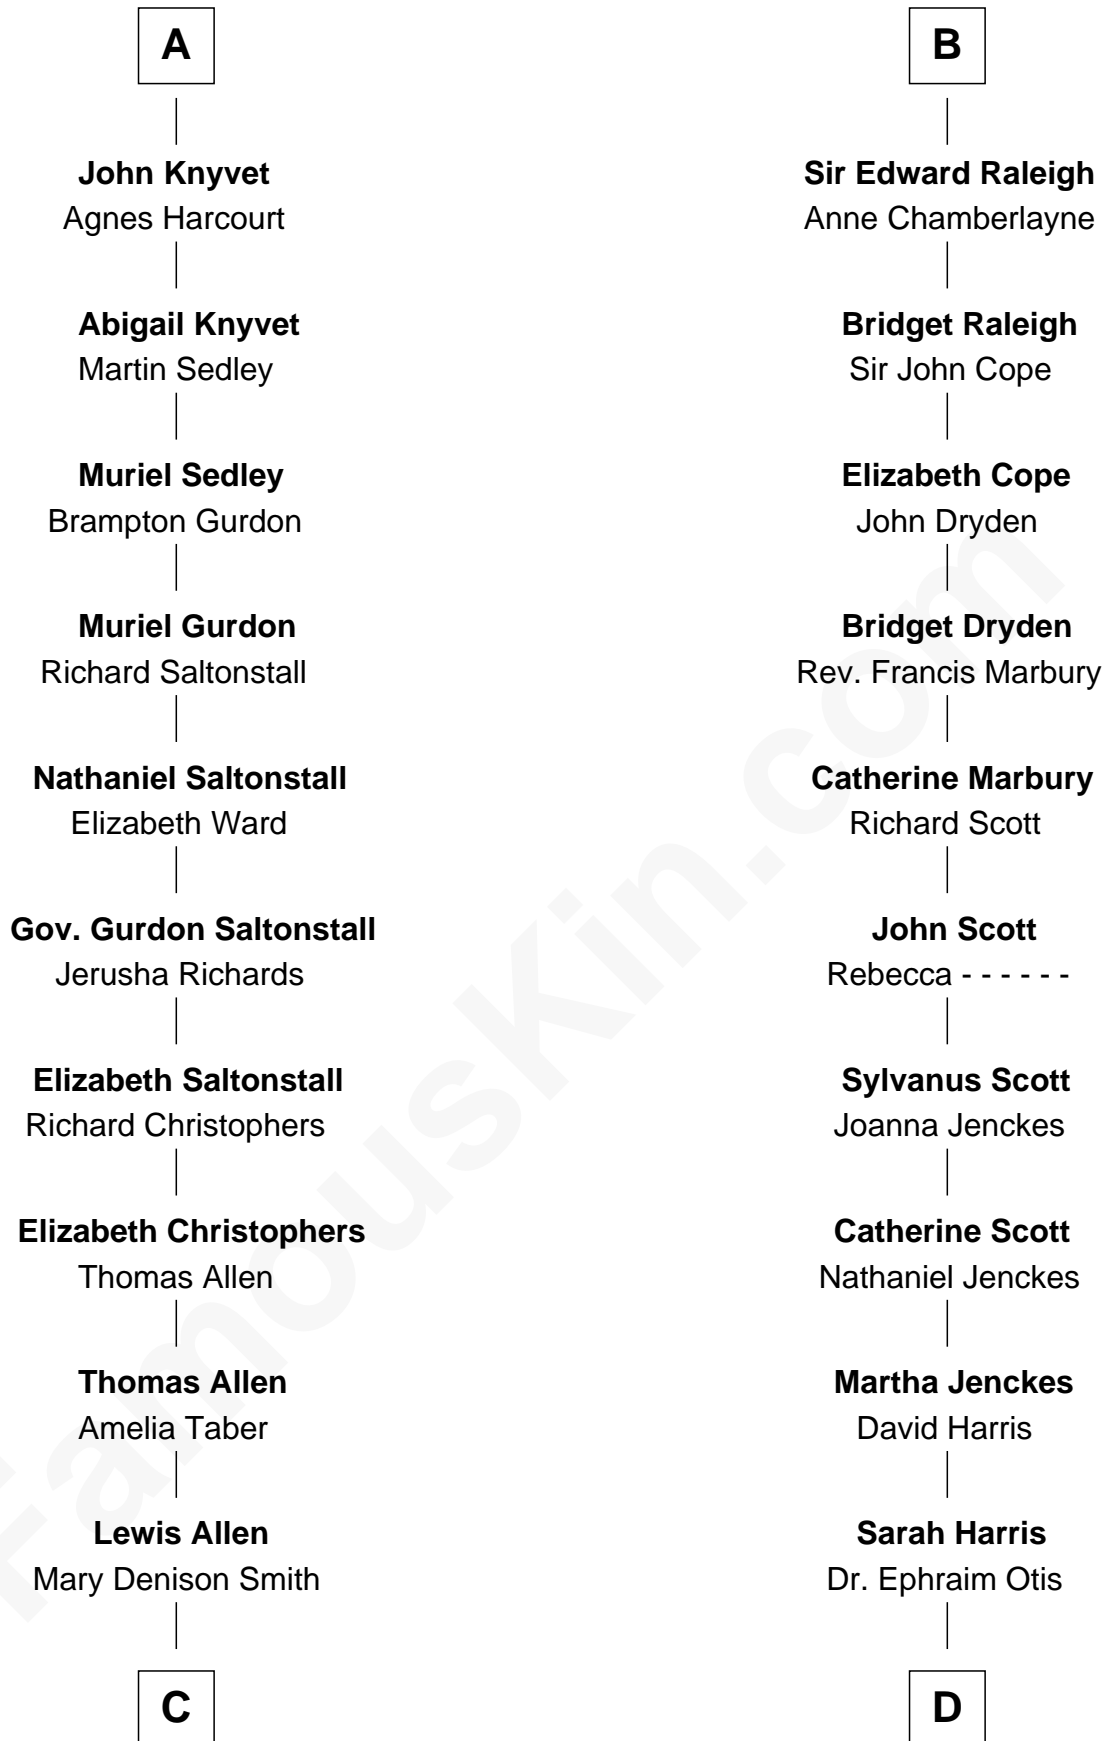 A
John Knyvet
Agnes Harcourt
Abigail Knyvet
Martin Sedley
Muriel Sedley
Brampton Gurdon
Muriel Gurdon
Richard Saltonstall
Nathaniel Saltonstall
Elizabeth Ward
Gov. Gurdon Saltonstall
Jerusha Richards
Elizabeth Saltonstall
Richard Christophers
Elizabeth Christophers
Thomas Allen
Thomas Allen
Amelia Taber
Lewis Allen
Mary Denison Smith
C
B
Sir Edward Raleigh
Anne Chamberlayne
Bridget Raleigh
Sir John Cope
Elizabeth Cope
John Dryden
Bridget Dryden
Rev. Francis Marbury
Catherine Marbury
Richard Scott
John Scott
Rebecca - - - - - -
Sylvanus Scott
Joanna Jenckes
Catherine Scott
Nathaniel Jenckes
Martha Jenckes
David Harris
Sarah Harris
Dr. Ephraim Otis
D
FamousKin.com